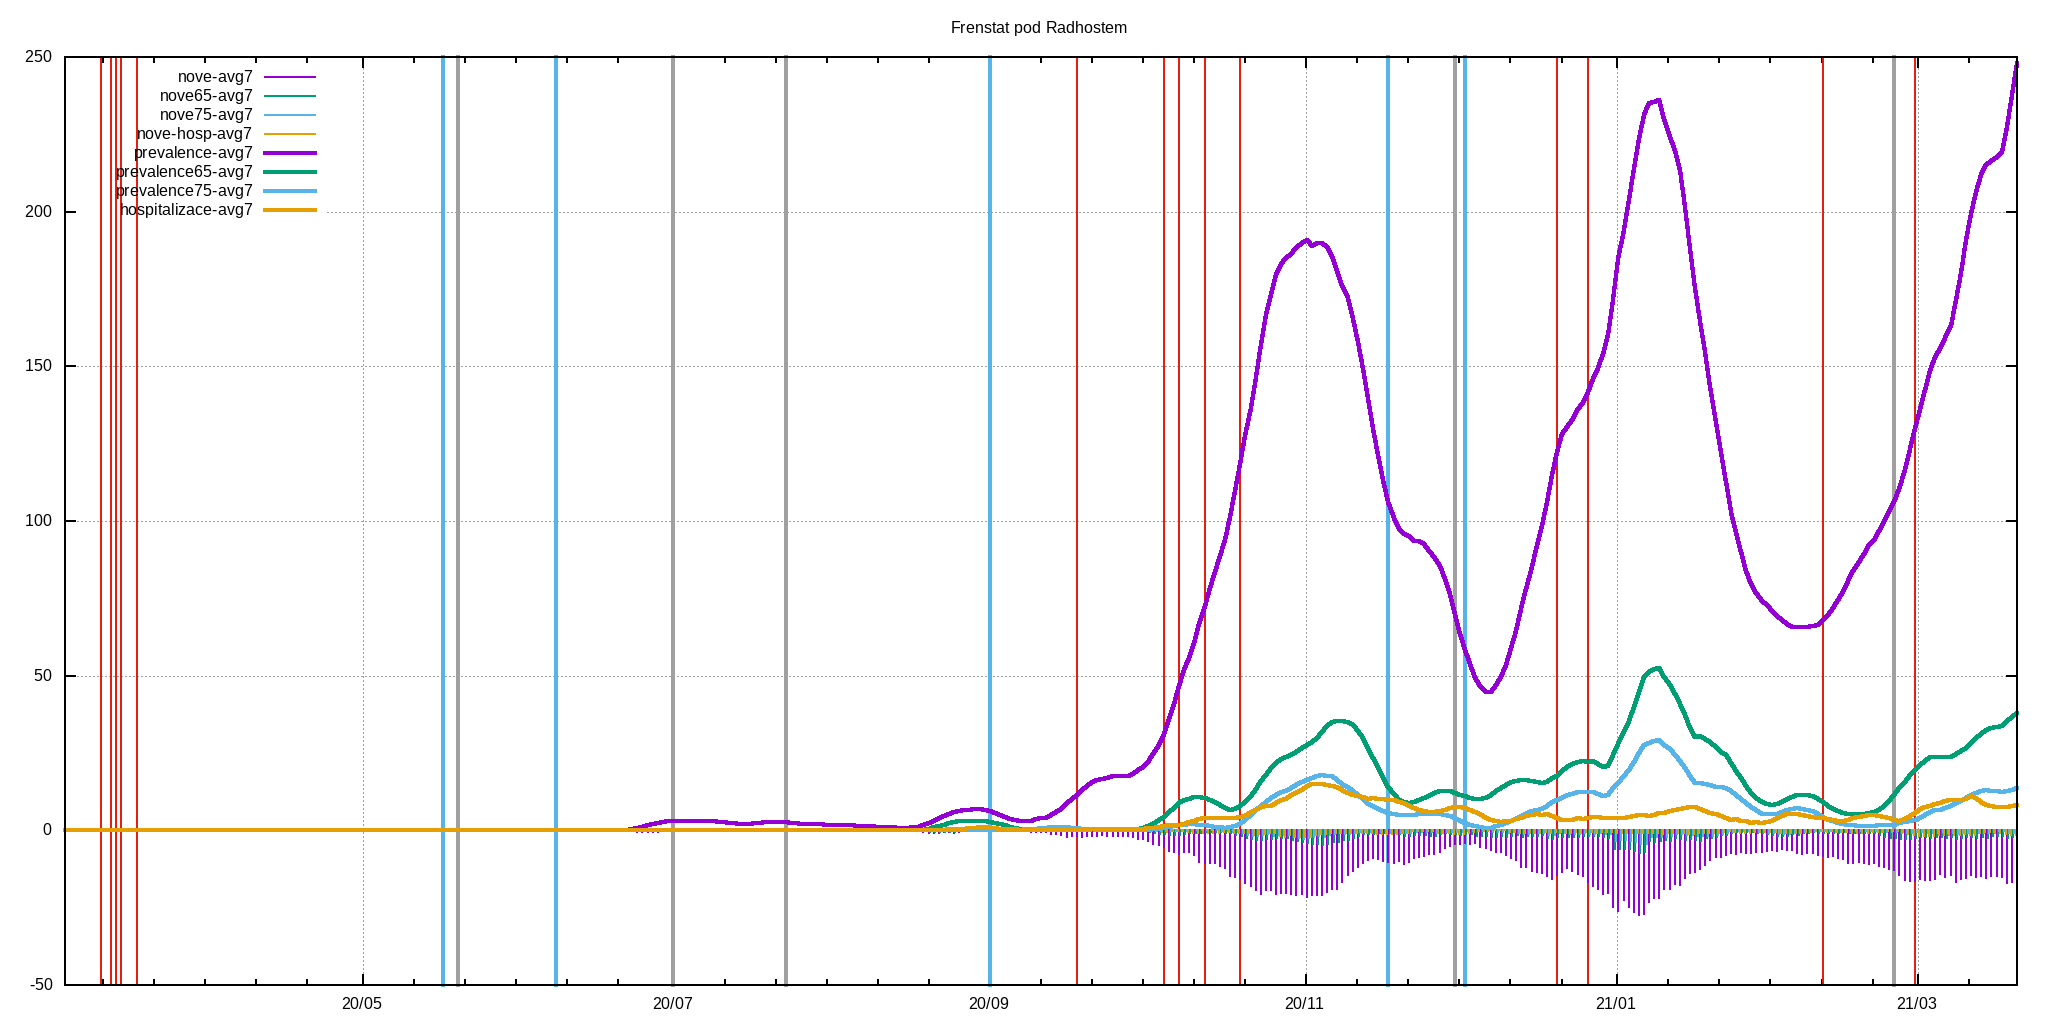 Frenstat pod Radhostem
250
200
150
100
50
0
-50
nove-avg7
nove65-avg7
nove75-avg7
nove-hosp-avg7
prevalence-avg7
prevalence65-avg7
prevalence75-avg7
hospitalizace-avg7
20/05
20/07
20/09
20/11
21/01
21/03